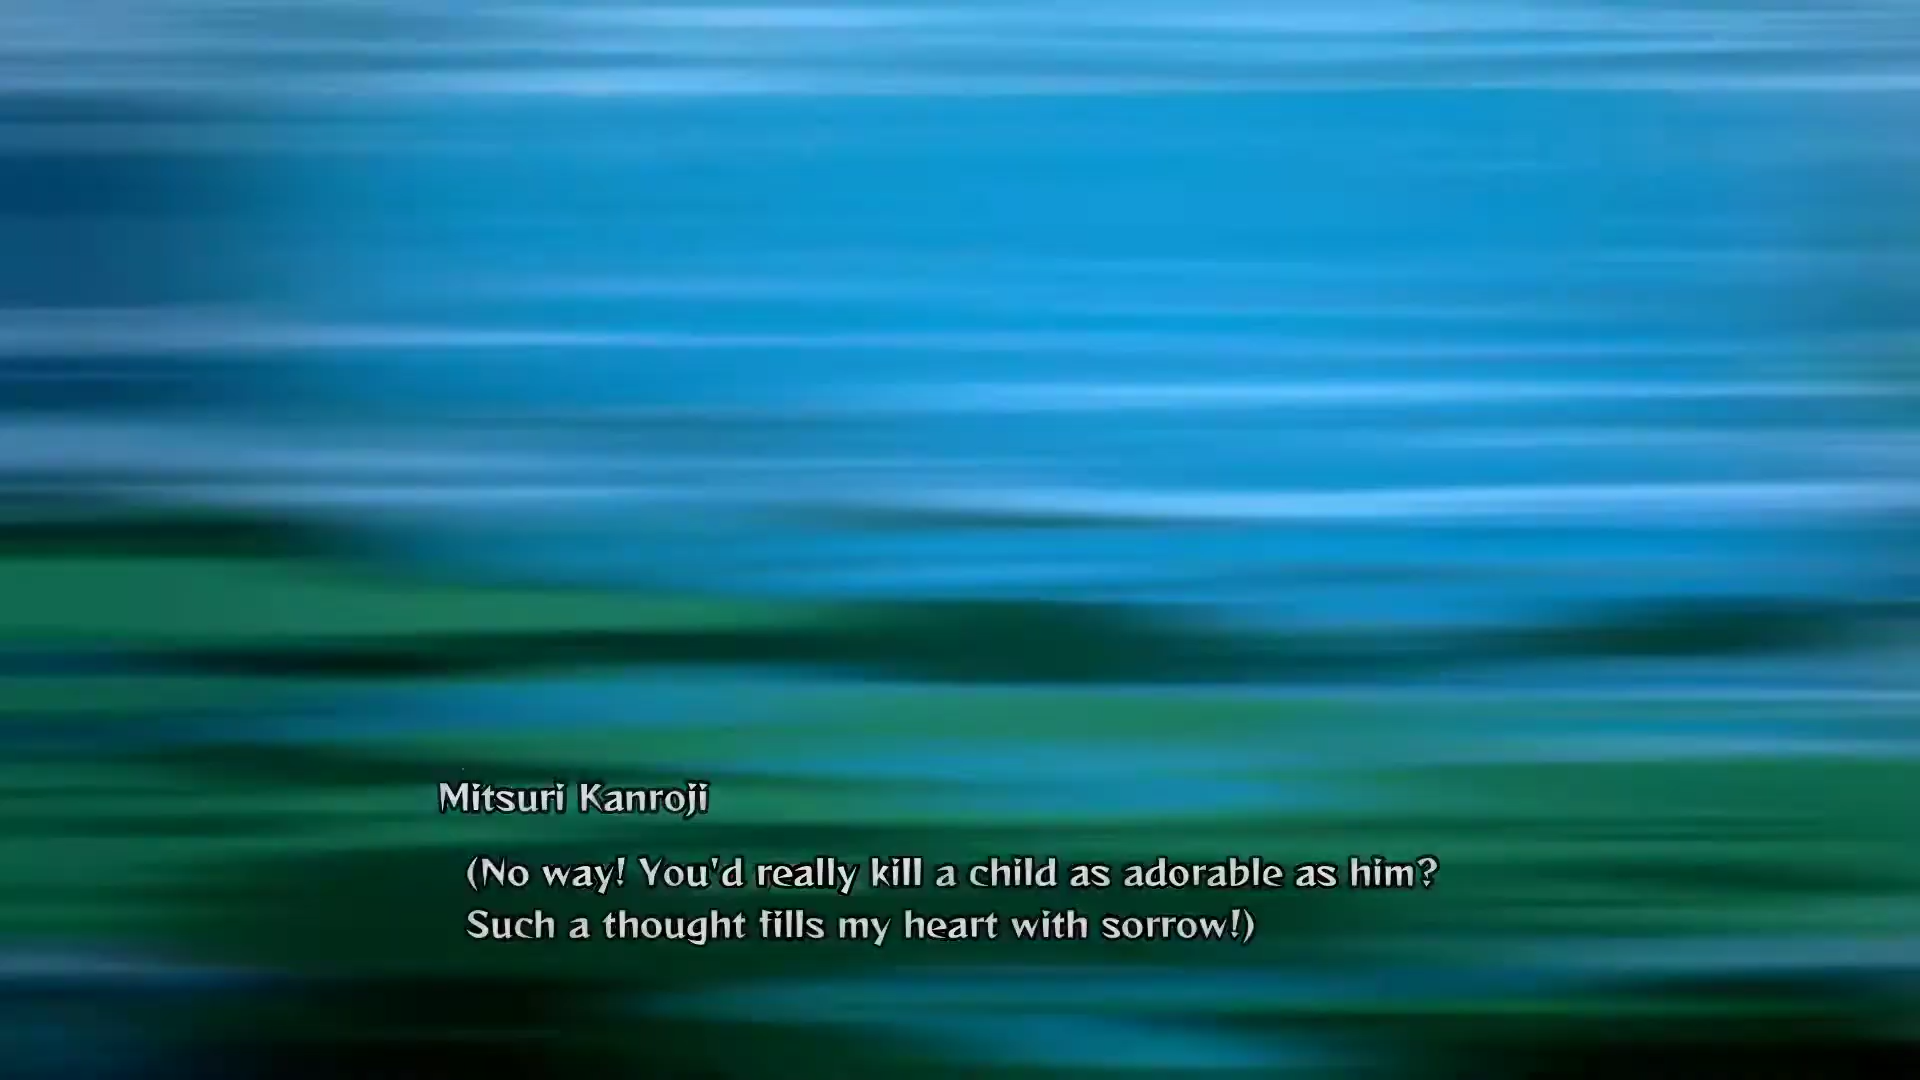 Mitsuri Kanroji
(No way! You'd really kill a child as adorable as him?
Such a thought fills my heart with sorrow!)